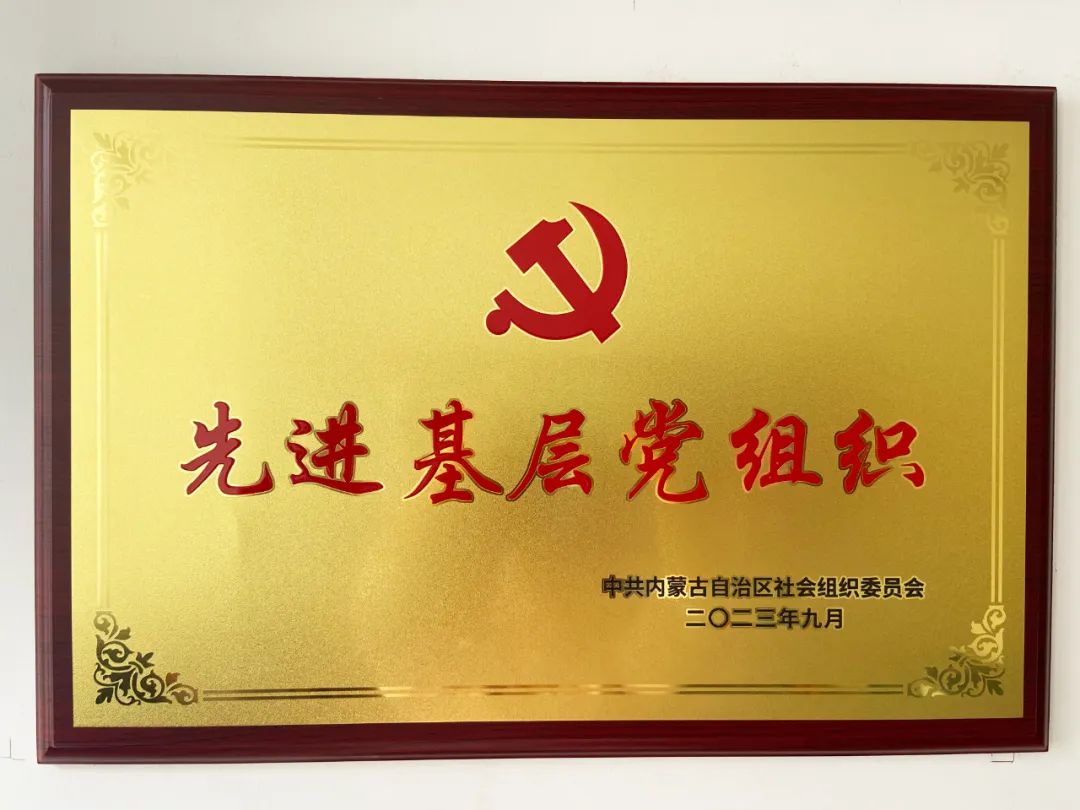 先进基层党组织
中共内蒙古自治区社会组织委员会
二〇二三年九月